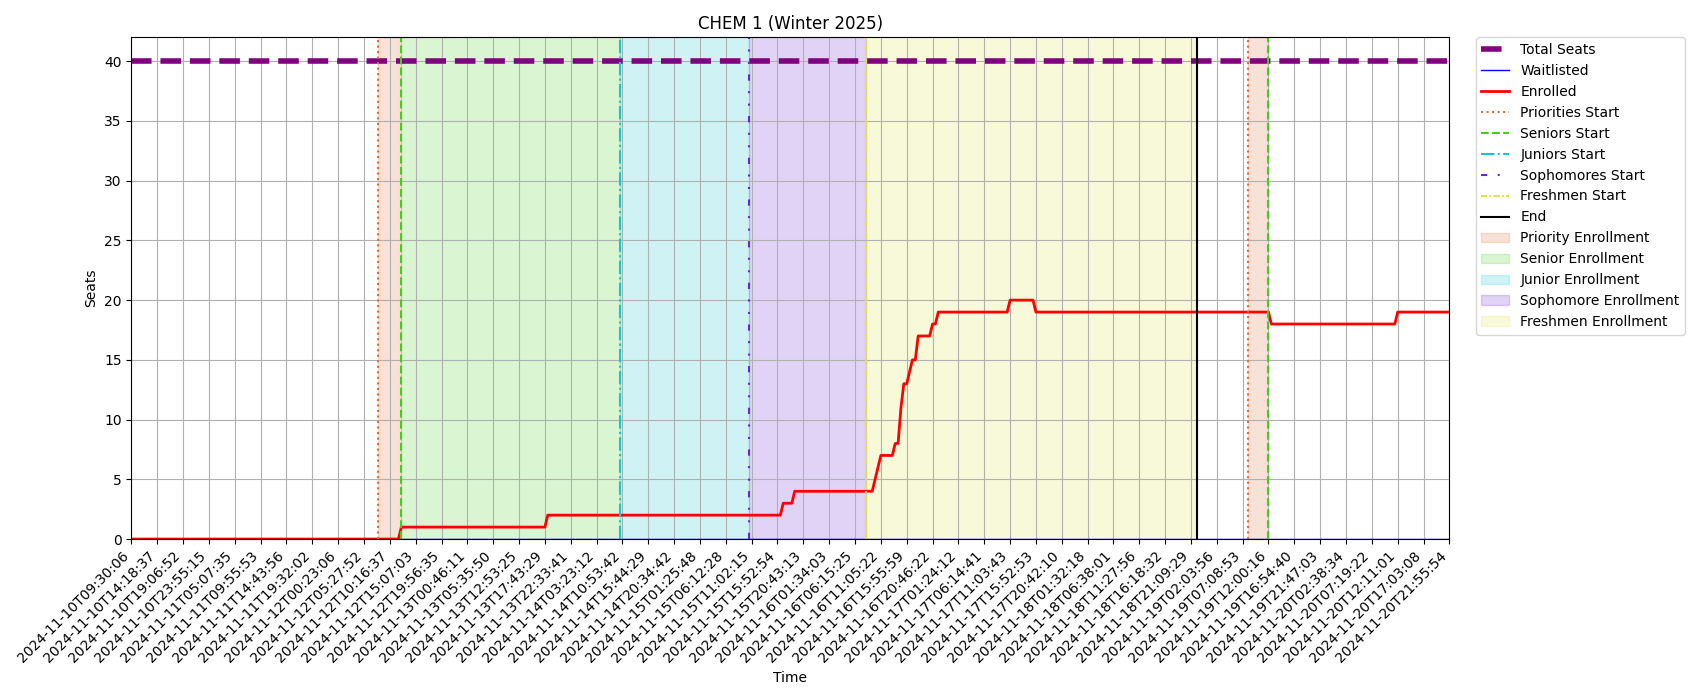 CHEM 1 (Winter 2025)
Seats
40
35
30
25
20
15
10
5
0
2024-11-10T09:30:06
2024-11-10T14:18:37
2024-11-10T19:06:52
2024-11-10T23:55:15
2024-11-11T05:07:35
2024-11-11T09:55:53
2024-11-11T14:43:56
2024-11-11T19:32:02
2024-11-12T00:23:06
2024-11-12T05:27:52
2024-11-12T10:16:37
2024-11-12T15:07:03
2024-11-12T19:56:35
2024-11-13T00:46:11
2024-11-13T05:35:50
2024-11-13T12:53:25
2024-11-13T17:43:29
2024-11-13T22:33:41
2024-11-14T03:23:12
2024-11-14T10:53:42
2024-11-14T15:44:29
2024-11-14T20:34:42
2024-11-15T01:25:48
2024-11-15T06:12:28
2024-11-15T11:02:15
2024-11-15T15:52:54
2024-11-15T20:43:13
2024-11-16T01:34:03
2024-11-16T06:15:25
2024-11-16T11:05:22
2024-11-16T15:55:59
2024-11-16T20:46:22
2024-11-17T01:24:12
2024-11-17T06:14:41
2024-11-17T11:03:43
2024-11-17T15:52:53
2024-11-17T20:42:10
2024-11-18T01:32:18
2024-11-18T06:38:01
2024-11-18T11:27:56
2024-11-18T16:18:32
2024-11-18T21:09:29
2024-11-19T02:03:56
2024-11-19T07:08:53
2024-11-19T12:00:16
2024-11-19T16:54:40
2024-11-19T21:47:03
2024-11-20T02:38:34
2024-11-20T07:19:22
2024-11-20T12:11:01
2024-11-20T17:03:08
2024-11-20T21:55:54
Time
Total Seats
Waitlisted
Enrolled
Priorities Start
Seniors Start
Juniors Start
Sophomores Start
Freshmen Start
End
Priority Enrollment
Senior Enrollment
Junior Enrollment
Sophomore Enrollment
Freshmen Enrollment